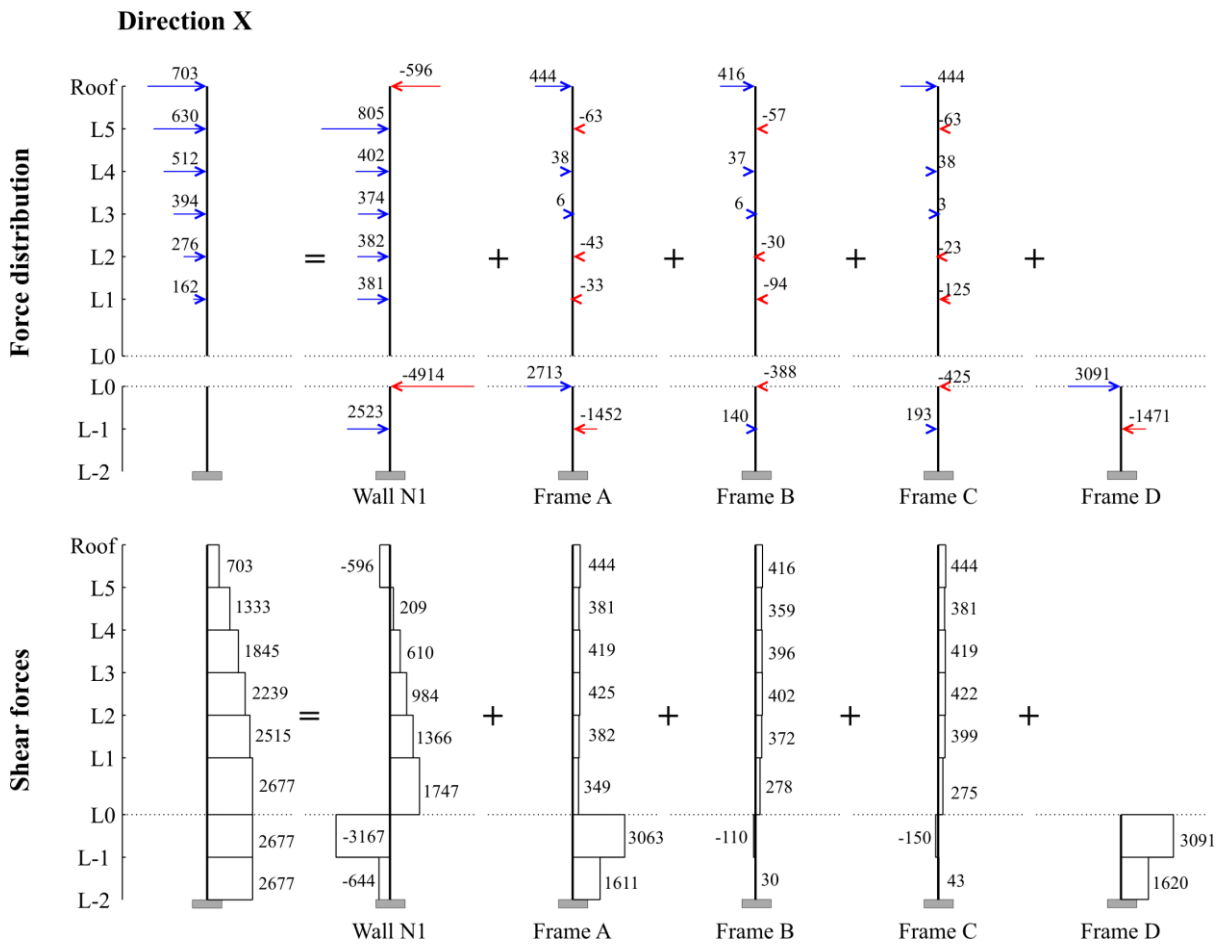 Direction X
Force distribution
Roof 703 -596 444 416 444
L5 630 805 -63 -57 -63
L4 512 402 38 37 38
L3 394 374 6 6 3
L2 276 382 -43 -30 -23
= + + + +
L1 162 381 -33 -94 -125
L0
L0 -4914 2713 -388 -425 3091
L-1 2523 -1452 140 193 -1471
L-2
Wall N1 Frame A Frame B Frame C Frame D
Shear forces
Roof
703 -596 444 416 444
L5
1333 209 381 359 381
L4
1845 610 419 396 419
L3
2239 984 425 402 422
L2 = + + + +
2515 1366 382 372 399
L1
2677 1747 349 278 275
L0
2677 -3167 3063 -110 -150 3091
L-1
2677 -644 1611 30 43 1620
L-2
Wall N1 Frame A Frame B Frame C Frame D